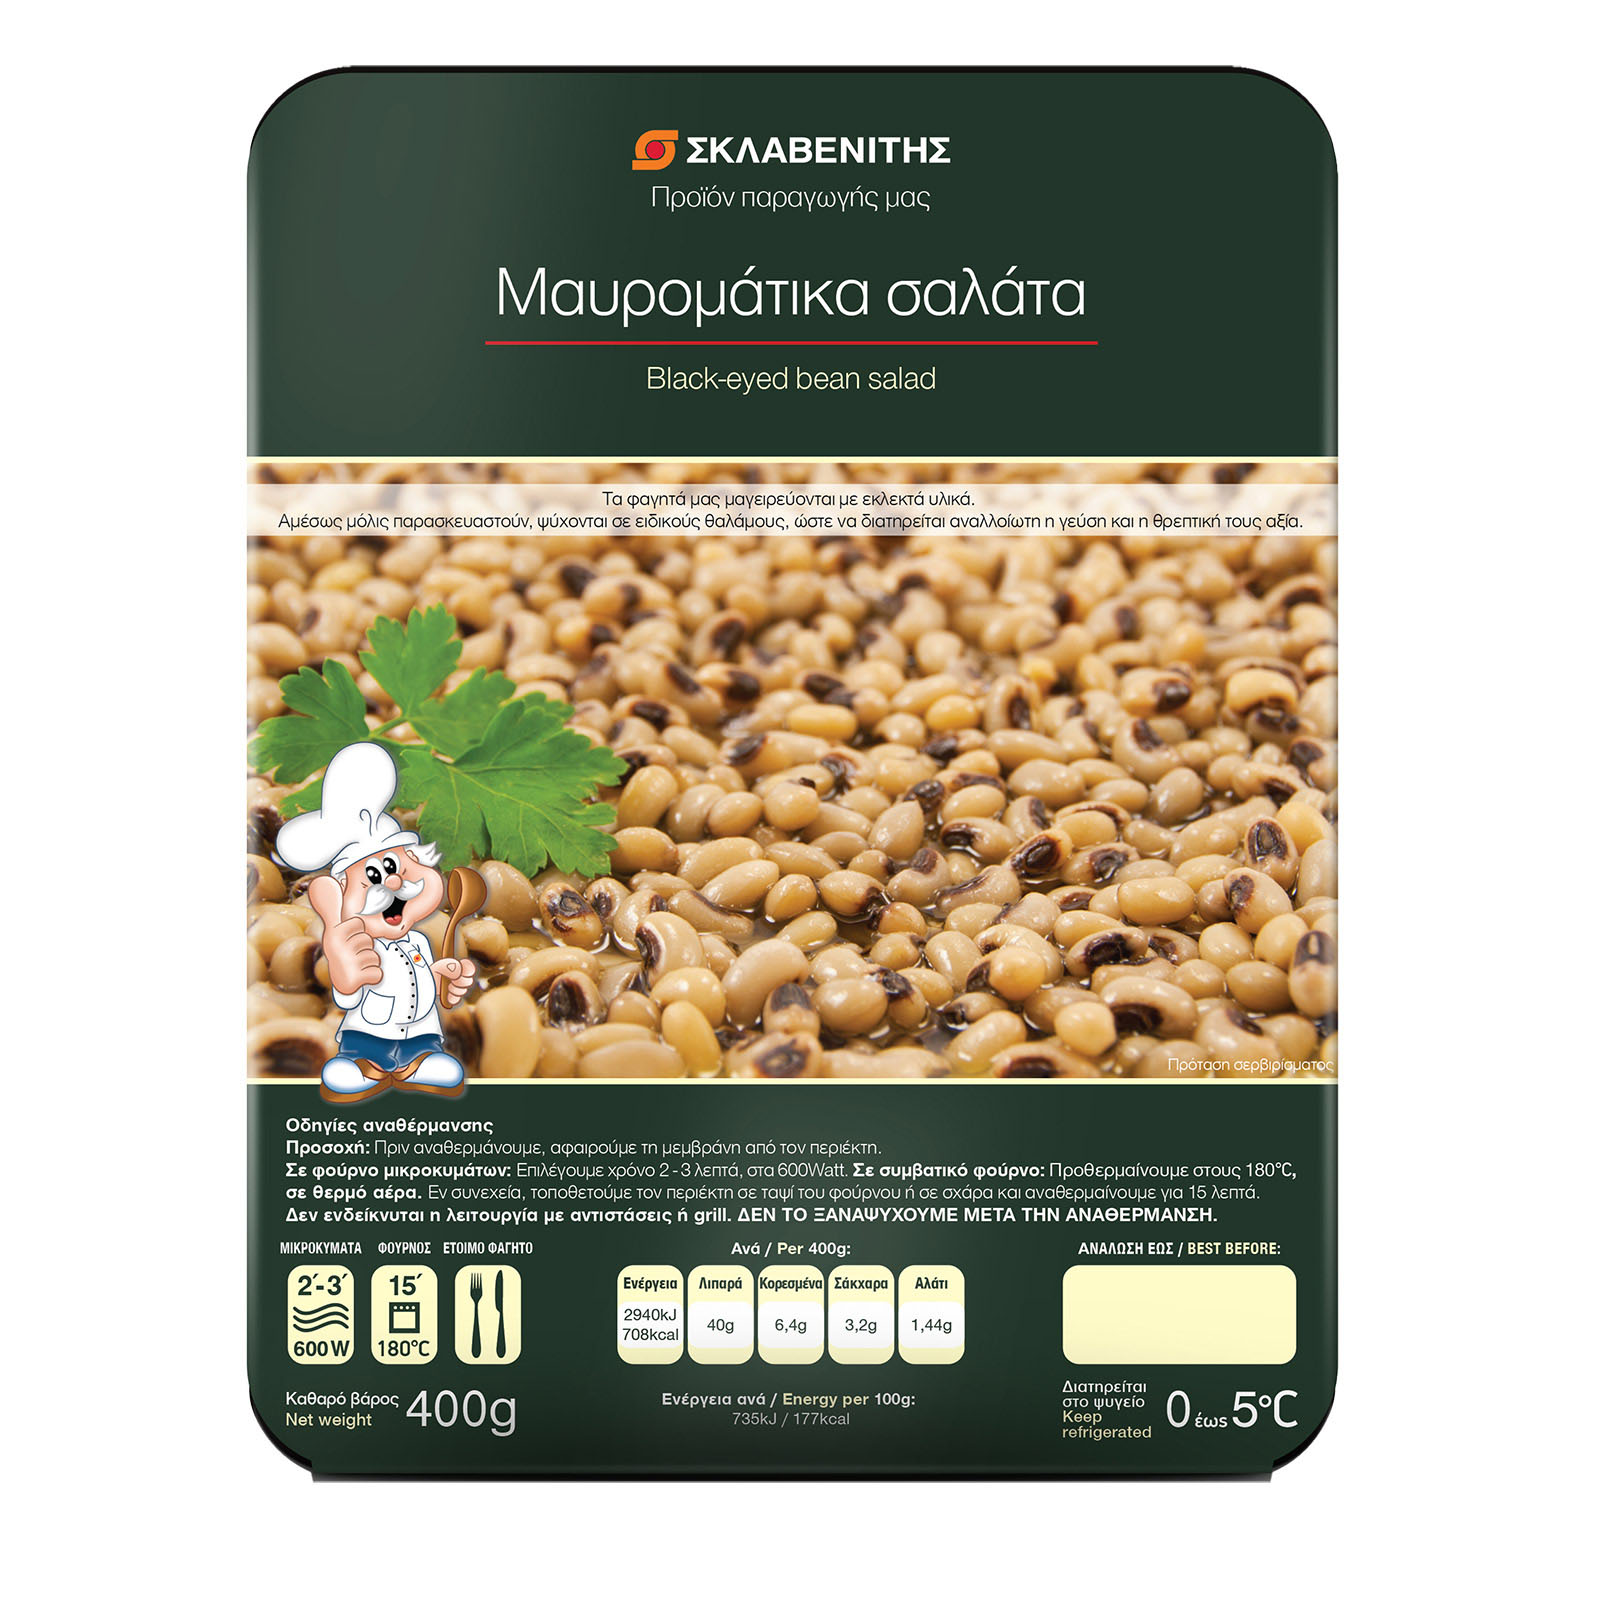 ΣΚΛΑΒΕΝΙΤΗΣ
Προϊόν παραγωγής μας
Μαυρομάτικα σαλάτα
Black-eyed bean salad
Τα φαγητά μας μαγειρεύονται με εκλεκτά υλικά.
Αμέσως μόλις παρασκευαστούν, ψύχονται σε ειδικούς θαλάμους, ώστε να διατηρείται αναλλοίωτη η γεύση και η θρεπτική τους αξία.
Πρόταση σερβιρίσματος
Οδηγίες αναθέρμανσης
Προσοχή: Πριν αναθερμάνουμε, αφαιρούμε τη μεμβράνη από τον περιέκτη.
Σε φούρνο μικροκυμάτων: Επιλέγουμε χρόνο 2 - 3 λεπτά, στα 600Watt. Σε συμβατικό φούρνο: Προθερμαίνουμε στους 180°C,
σε θερμό αέρα. Εν συνεχεία, τοποθετούμε τον περιέκτη σε ταψί του φούρνου ή σε σχάρα και αναθερμαίνουμε για 15 λεπτά.
Δεν ενδείκνυται η λειτουργία με αντιστάσεις ή grill. ΔΕΝ ΤΟ ΞΑΝΑΨΥΧΟΥΜΕ ΜΕΤΑ ΤΗΝ ΑΝΑΘΕΡΜΑΝΣΗ.
ΜΙΚΡΟΚΥΜΑΤΑ ΦΟΥΡΝΟΣ ΕΤΟΙΜΟ ΦΑΓΗΤΟ
2΄-3΄ 15΄
600W 180°C
Ανά / Per 400g:
Ενέργεια Λιπαρά Κορεσμένα Σάκχαρα Αλάτι
2940kJ
708kcal 40g 6,4g 3,2g 1,44g
ΑΝΑΛΩΣΗ ΕΩΣ / BEST BEFORE:
Καθαρό βάρος
Net weight
400g
Ενέργεια ανά / Energy per 100g:
735kJ / 177kcal
Διατηρείται
στο ψυγείο
Keep
refrigerated
0 έως 5°C